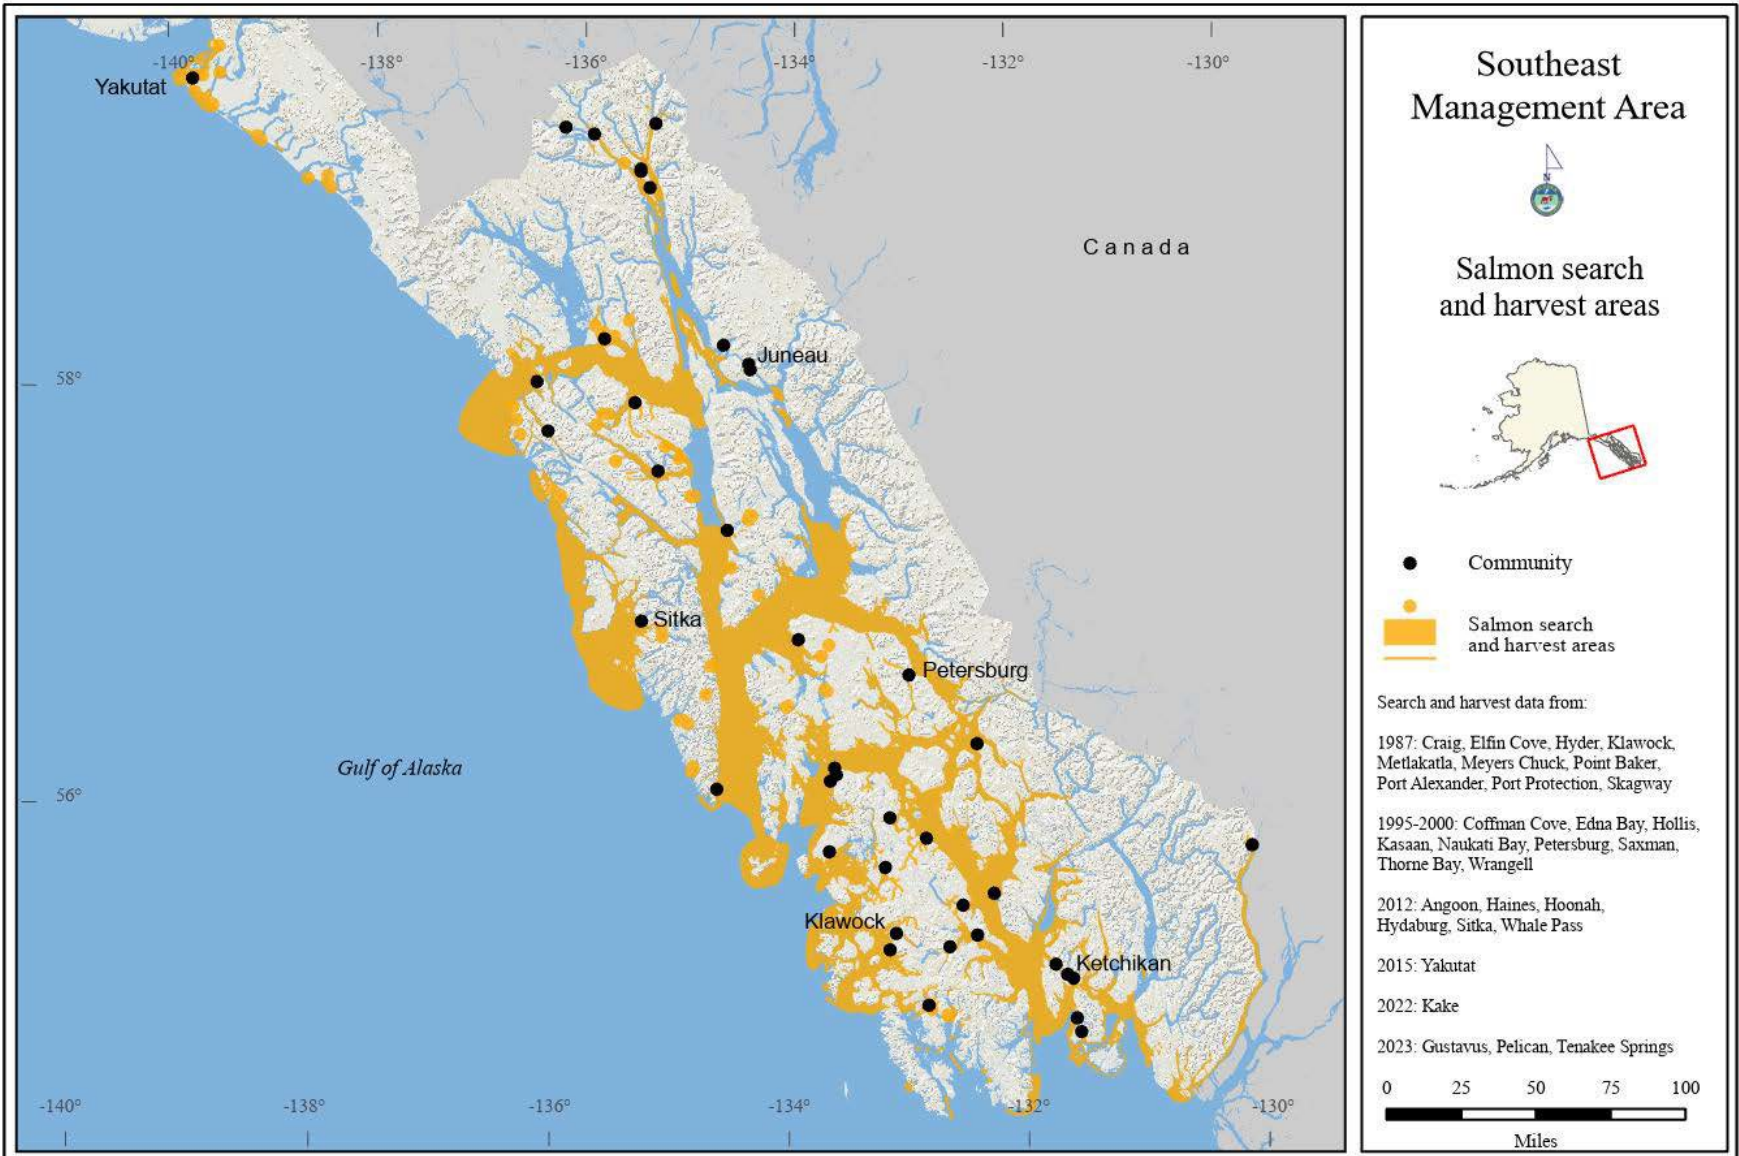 -140°
-138°
-136°
-134°
-132°
-130°
Yakutat
Canada
Juneau
58°
Sitka
Petersburg
Gulf of Alaska
56°
Klawock
Ketchikan
-140°
-138°
-136°
-134°
-132°
-130°
Southeast
Management Area
N
Salmon search
and harvest areas
Community
Salmon search
and harvest areas
Search and harvest data from:
1987: Craig, Elfin Cove, Hyder, Klawock,
Metlakatla, Meyers Chuck, Point Baker,
Port Alexander, Port Protection, Skagway
1995-2000: Coffman Cove, Edna Bay, Hollis,
Kasaan, Naukati Bay, Petersburg, Saxman,
Thorne Bay, Wrangell
2012: Angoon, Haines, Hoonah,
Hydaburg, Sitka, Whale Pass
2015: Yakutat
2022: Kake
2023: Gustavus, Pelican, Tenakee Springs
0 25 50 75 100
Miles